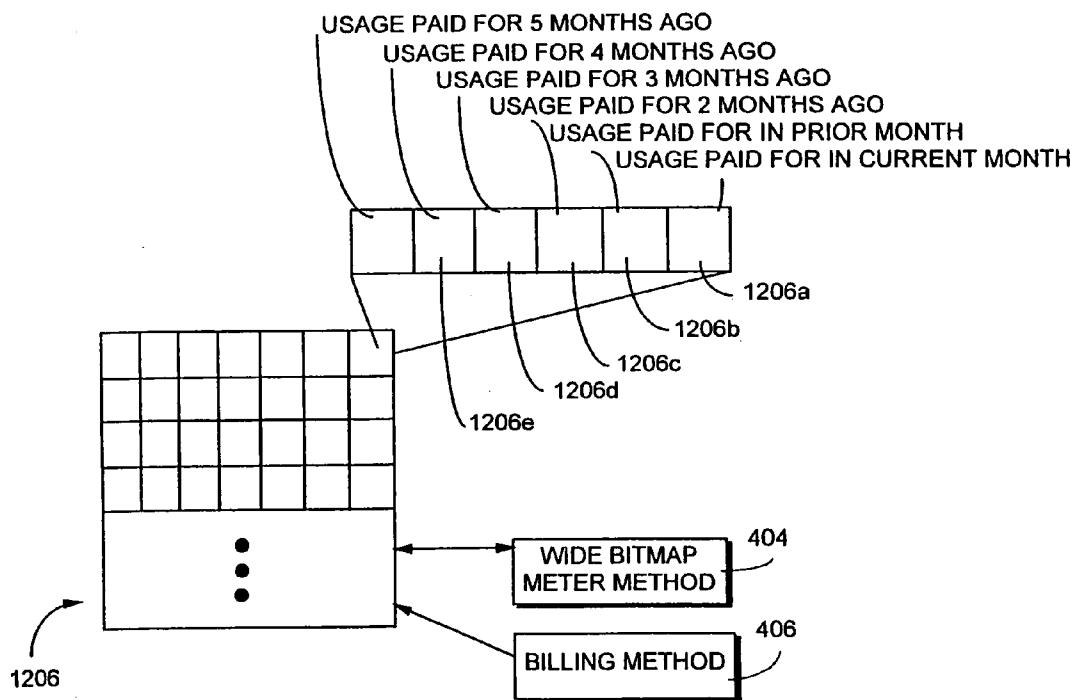 USAGE PAID FOR 5 MONTHS AGO
USAGE PAID FOR 4 MONTHS AGO
USAGE PAID FOR 3 MONTHS AGO
USAGE PAID FOR 2 MONTHS AGO
USAGE PAID FOR IN PRIOR MONTH
USAGE PAID FOR IN CURRENT MONTH
1206a
1206b
1206c
1206d
1206e
404
WIDE BITMAP
METER METHOD
406
BILLING METHOD
1206